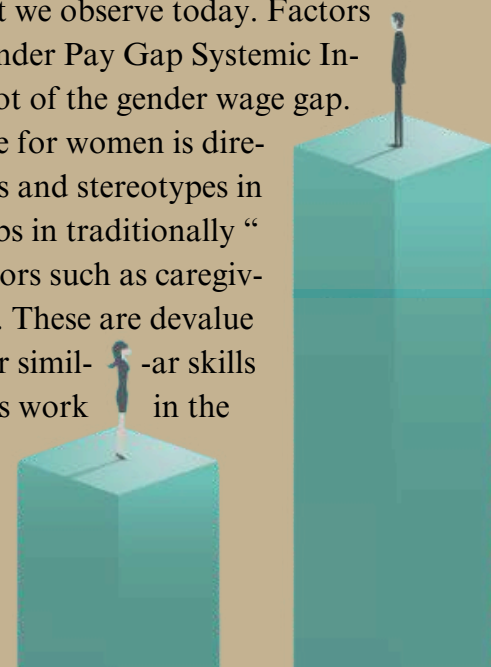 t we observe today. Factors
nder Pay Gap Systemic In-
ot of the gender wage gap.
e for women is dire-
s and stereotypes in
bs in traditionally “
ors such as caregiv-
. These are devalue
r simil- -ar skills
s work in the